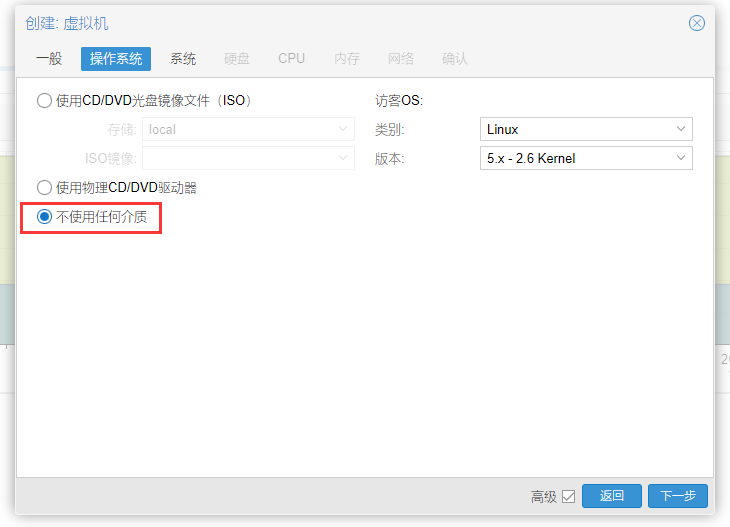 创建: 虚拟机
一般 操作系统 系统 硬盘 CPU 内存 网络 确认
使用CD/DVD光盘镜像文件（ISO） 访客OS:
存储: local 类别: Linux
ISO镜像: 版本: 5.x - 2.6 Kernel
使用物理CD/DVD驱动器
不使用任何介质
高级 返回 下一步